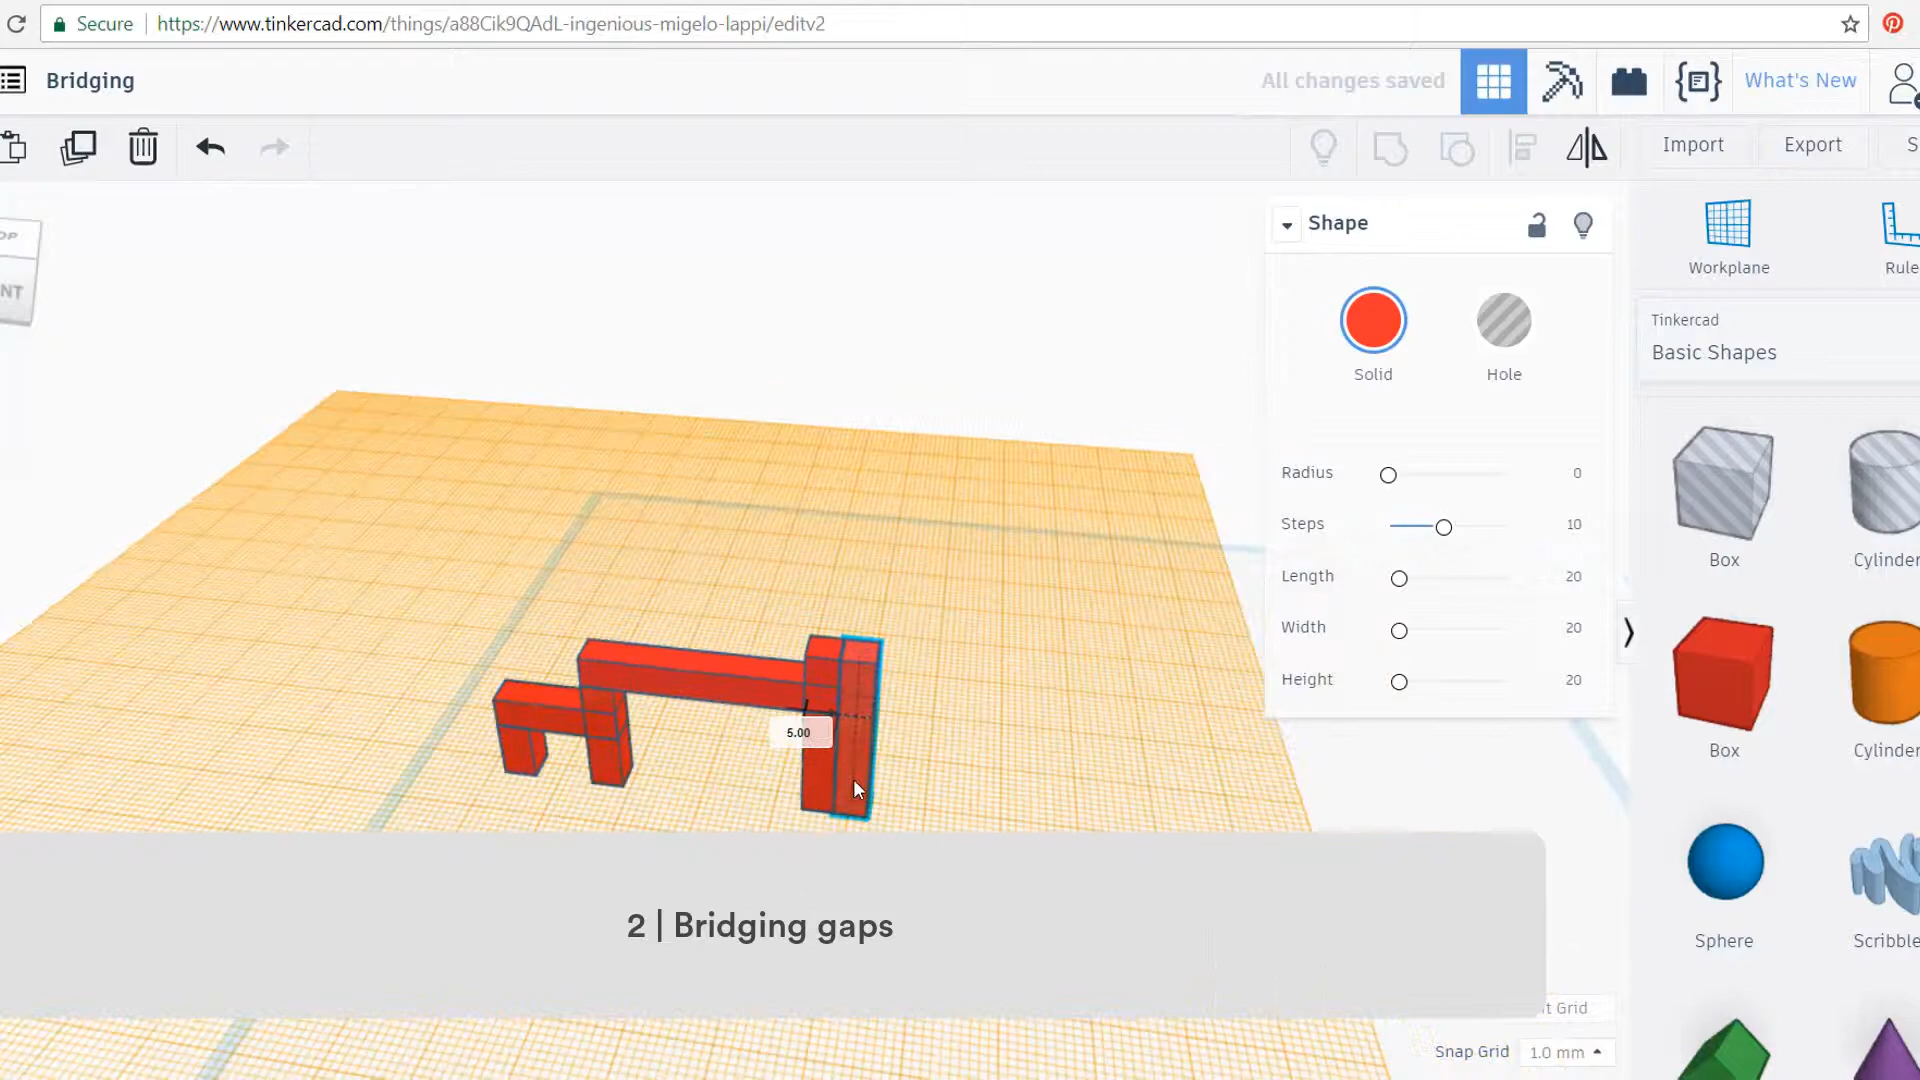 Secure https://www.tinkercad.com/things/a88Cik9QAdL-ingenious-migelo-lappi/editv2
Bridging
All changes saved
What's New
Import
Export
Shape
Workplane
Solid
Hole
Tinkercad
Basic Shapes
Radius 0
Steps 10
Length 20
Width 20
Height 20
Box
Box
5.00
2 | Bridging gaps
Sphere
Grid
Snap Grid 1.0 mm